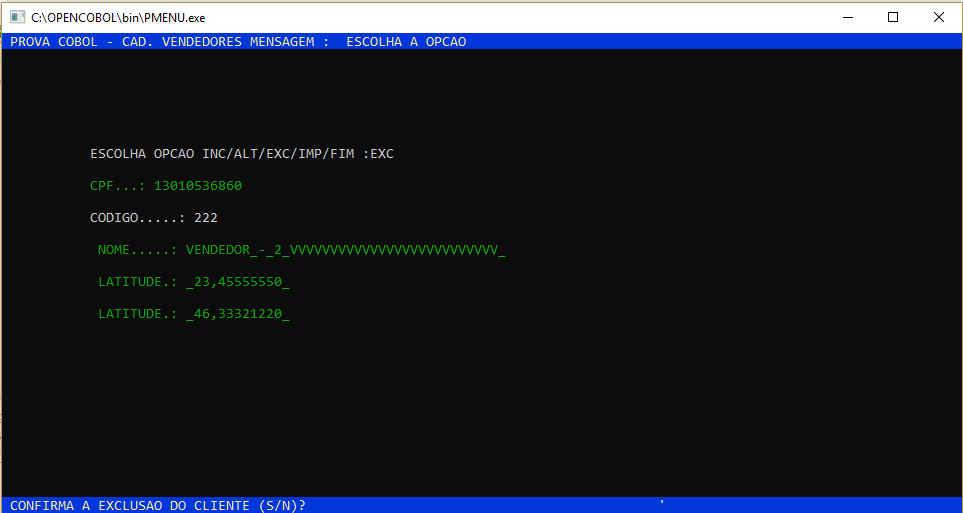 C:\OPENCOBOL\bin\PMENU.exe
PROVA COBOL - CAD. VENDEDORES MENSAGEM :  ESCOLHA A OPCAO
ESCOLHA OPCAO INC/ALT/EXC/IMP/FIM :EXC
CPF...: 13010536860
CODIGO.....: 222
NOME.....: VENDEDOR_-_2_VVVVVVVVVVVVVVVVVVVVVVVVVV_
LATITUDE.: _23,45555550_
LATITUDE.: _46,33321220_
CONFIRMA A EXCLUSAO DO CLIENTE (S/N)? '